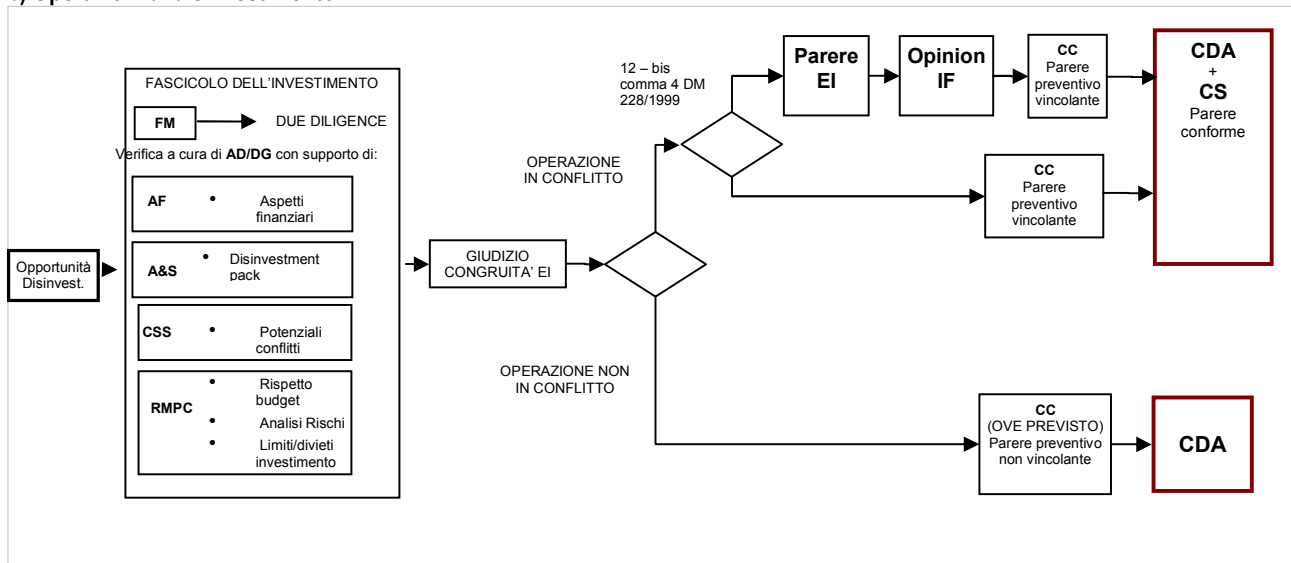 FASCICOLO DELL'INVESTIMENTO
FM
DUE DILIGENCE
Verifica a cura di AD/DG con supporto di:
AF
• Aspetti
finanziari
A&S
• Disinvestment
pack
CSS
• Potenziali
conflitti
RMPC
• Rispetto
budget
• Analisi Rischi
• Limiti/divieti
investimento
Opportunità
Disinvest.
GIUDIZIO
CONGRUITA' EI
OPERAZIONE
IN CONFLITTO
OPERAZIONE NON
IN CONFLITTO
12 – bis
comma 4 DM
228/1999
Parere
EI
Opinion
IF
CC
Parere
preventivo
vincolante
CDA
+
CS
Parere
conforme
CC
Parere
preventivo
vincolante
CC
(OVE PREVISTO)
Parere preventivo
non vincolante
CDA